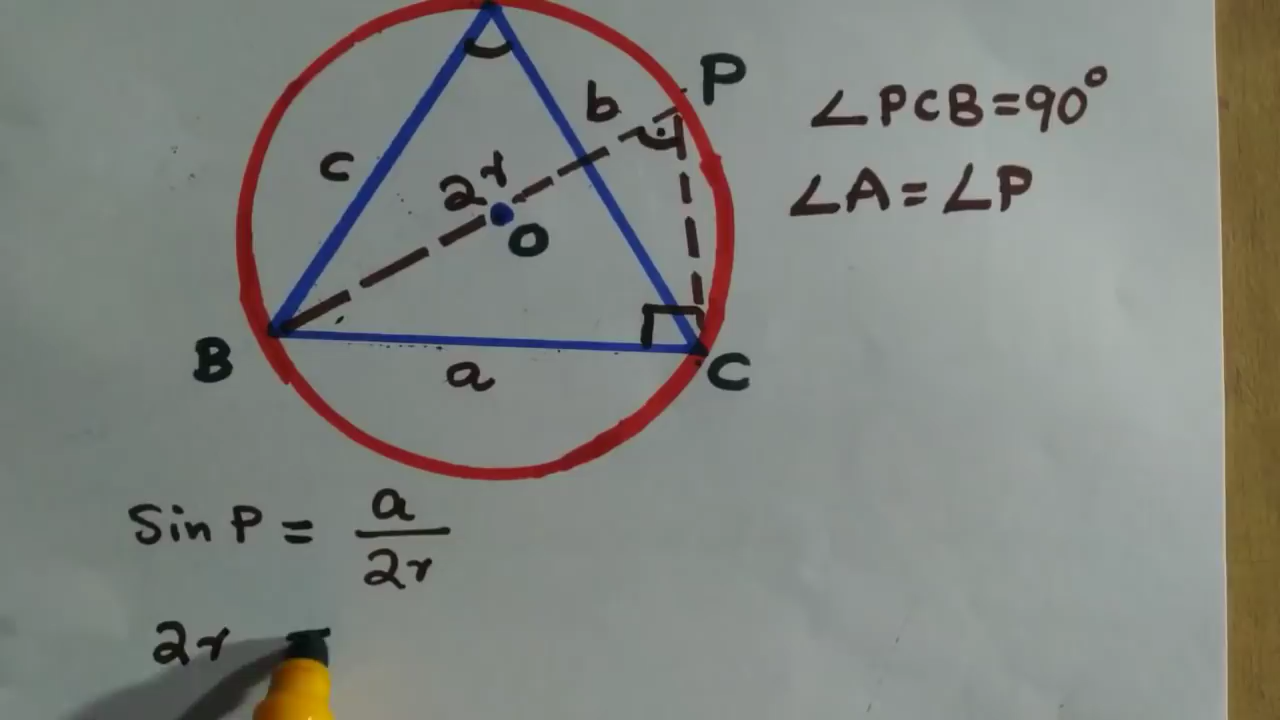 P
b
∠PCB=90°
c
∠A=∠P
2r
O
B
a
C
Sin P = a/2r
2r =